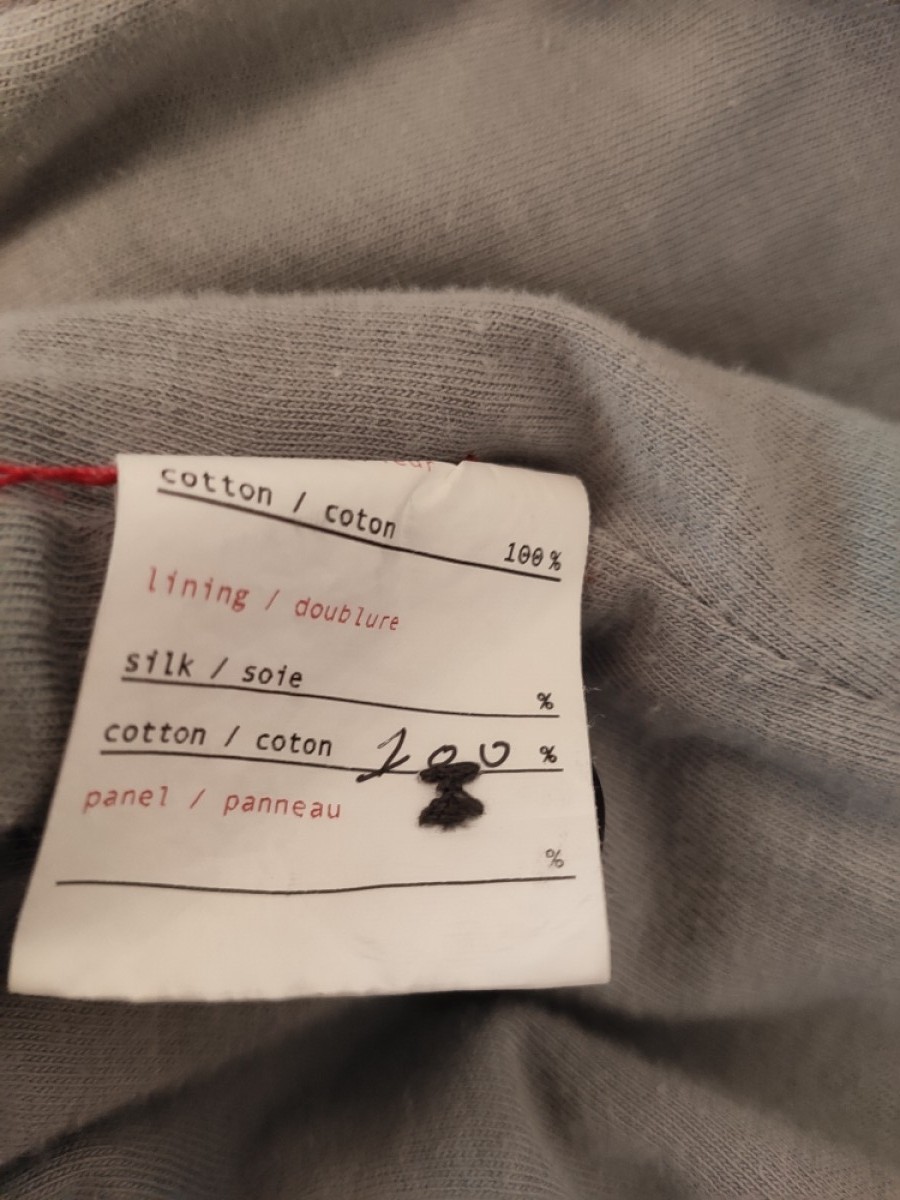 cotton / coton 100%
lining / doublure
silk / soie %
cotton / coton 100 %
panel / panneau
%